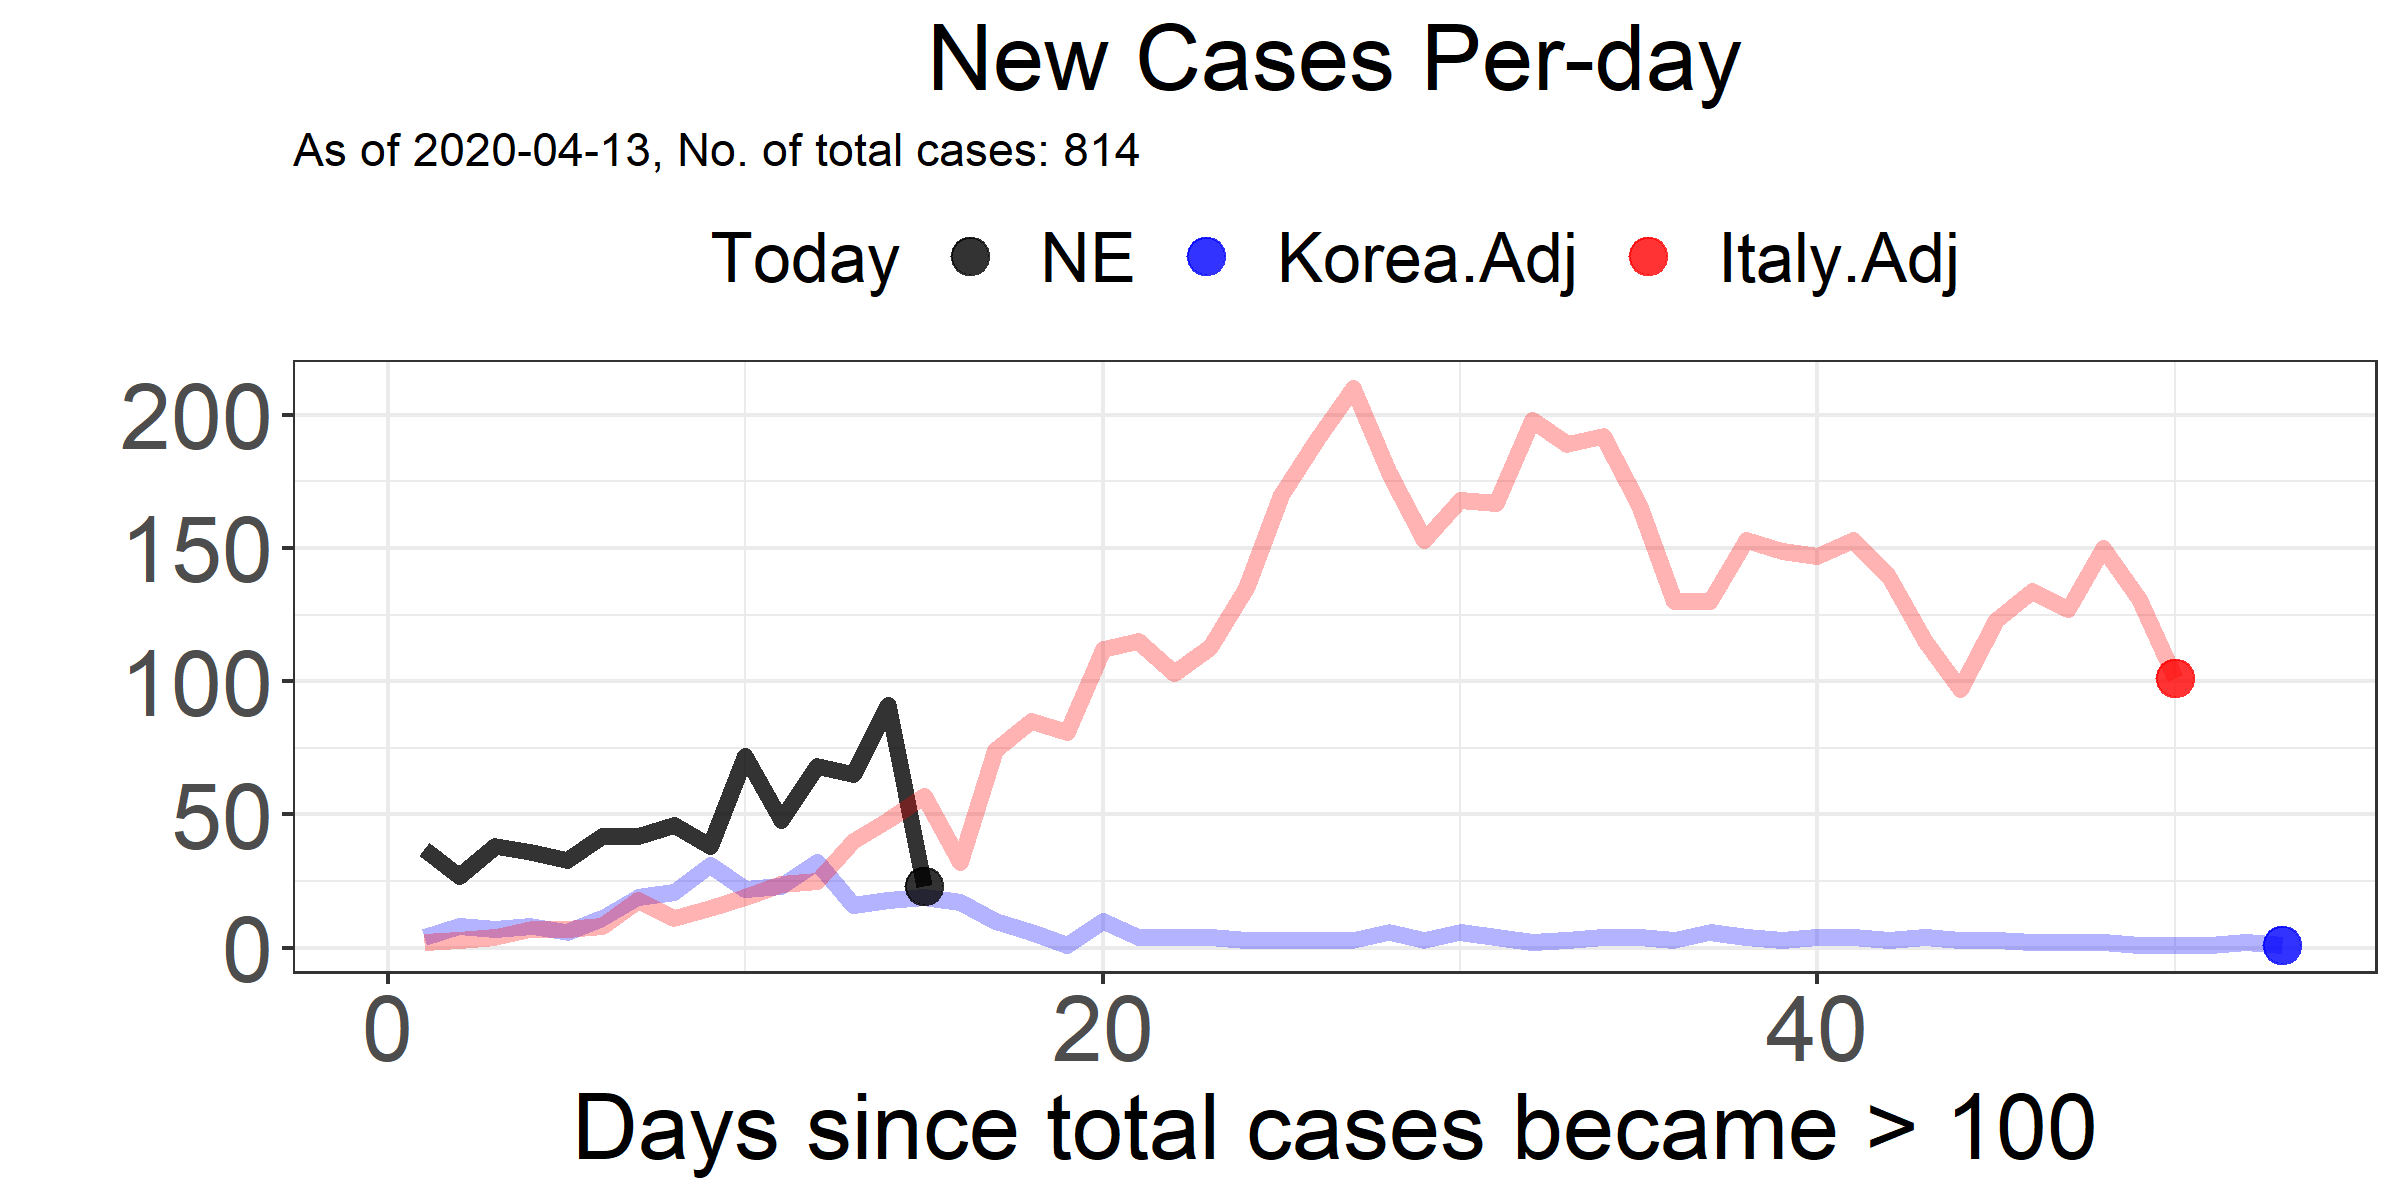 New Cases Per-day
As of 2020-04-13, No. of total cases: 814
Today NE Korea.Adj Italy.Adj
200
150
100
50
0
0 20 40
Days since total cases became > 100